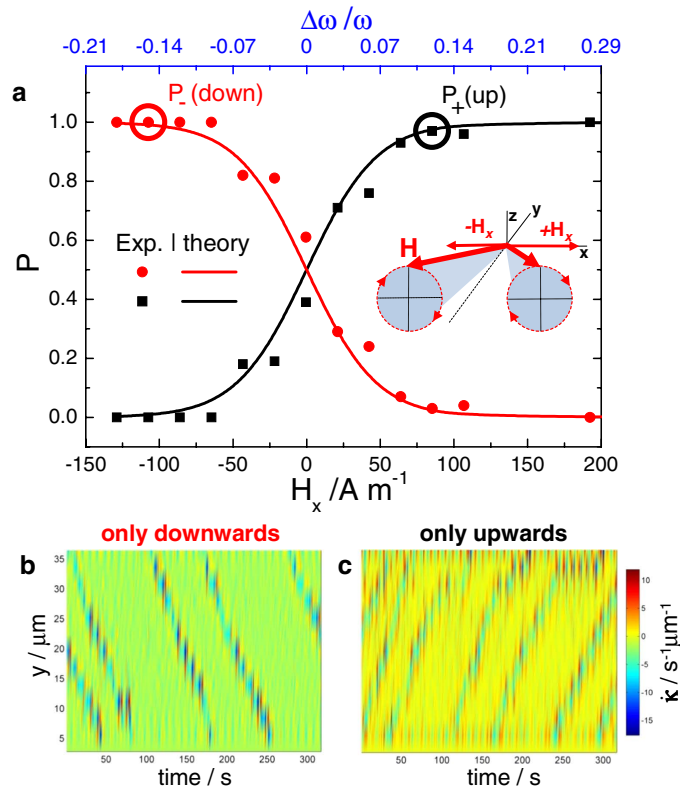 Δω/ω
-0.21 -0.14 -0.07 0 0.07 0.14 0.19 0.28 0.29
a
P_ (down)
P+(up)
1.0
0.8
0.6
0.4
0.2
0.0
P
Exp. | theory
z
y
x
-Hx
+Hx
H
-150 -100 -50 0 50 100 150 200
Hx /A m⁻¹
only downwards
only upwards
b
c
35
30
25
20
15
10
5
y / μm
50 100 150 200 250 300
time / s
50 100 150 200 250 300
time / s
10
5
0
-5
-10
-15
κ̇ / s⁻¹μm⁻¹